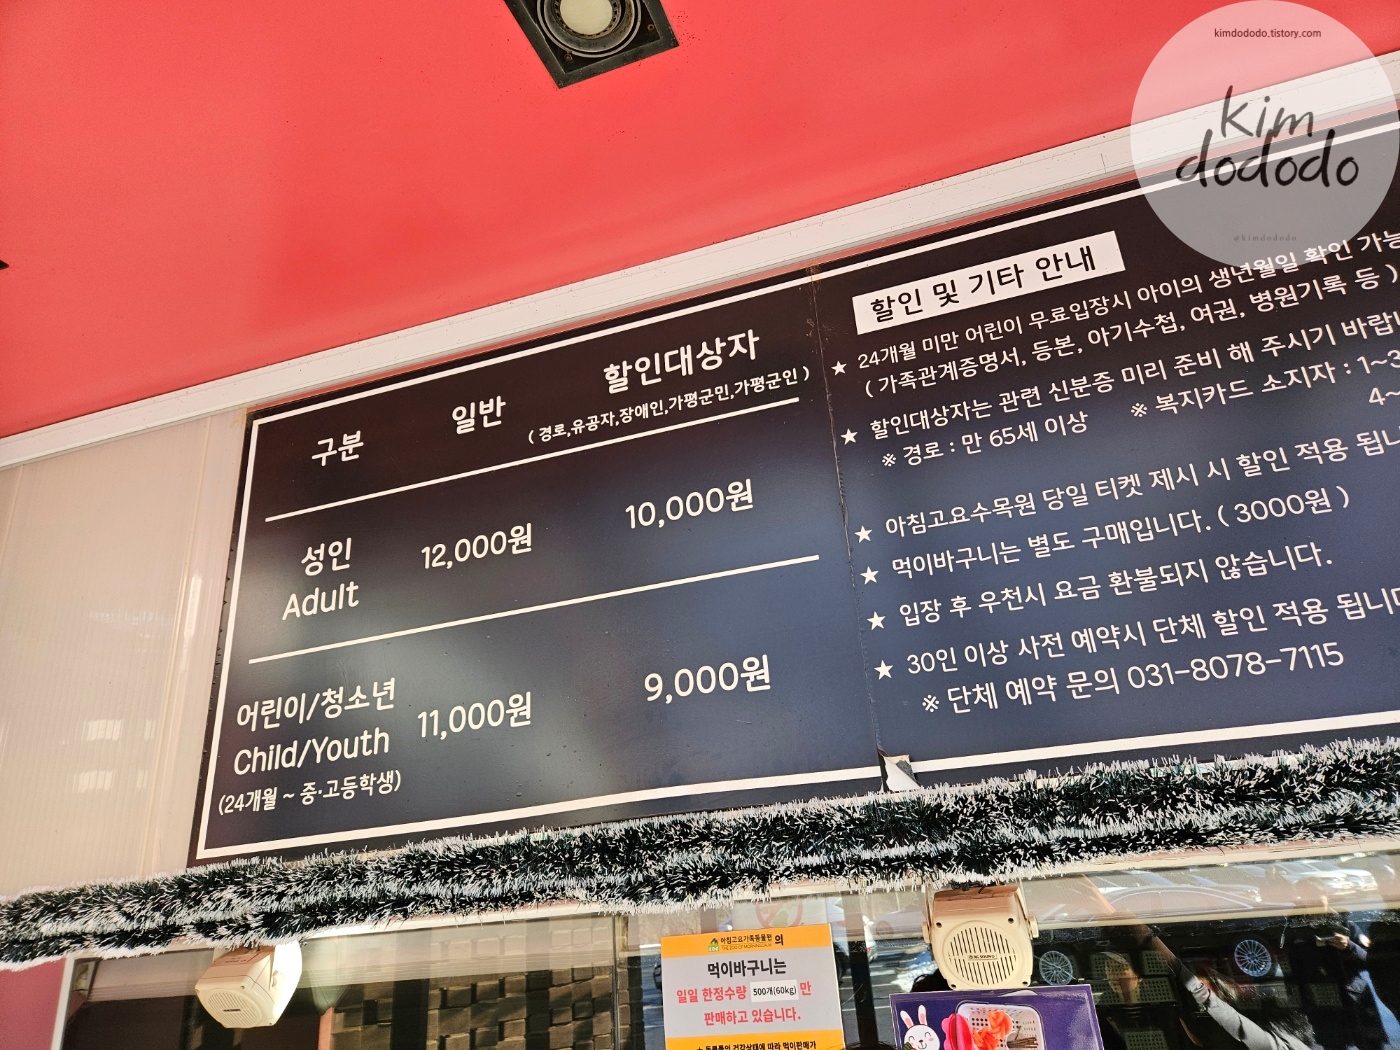 kimdododo.tistory.com
kim
dododo
@kimdododo
구분
일반
할인대상자
( 경로,유공자,장애인,가평군민,가평군인 )
성인
Adult
12,000원
10,000원
어린이/청소년
Child/Youth
(24개월 ~ 중·고등학생)
11,000원
9,000원
할인 및 기타 안내
★ 24개월 미만 어린이 무료입장시 아이의 생년월일 확인
( 가족관계증명서, 등본, 아기수첩, 여권, 병원기록 등 )
★ 할인대상자는 관련 신분증 미리 준비 해 주시기
※ 경로 : 만 65세 이상 ※ 복지카드 소지자 :
★ 아침고요수목원 당일 티켓 제시 시 할인 적용
★ 먹이바구니는 별도 구매입니다. ( 3000원 )
★ 입장 후 우천시 요금 환불되지 않습니다.
★ 30인 이상 사전 예약시 단체 할인 적용
※ 단체 예약 문의 031-8078-7115
아침고요가족동물원 의
먹이바구니는
일일 한정수량 500개(60kg) 만
판매하고 있습니다.